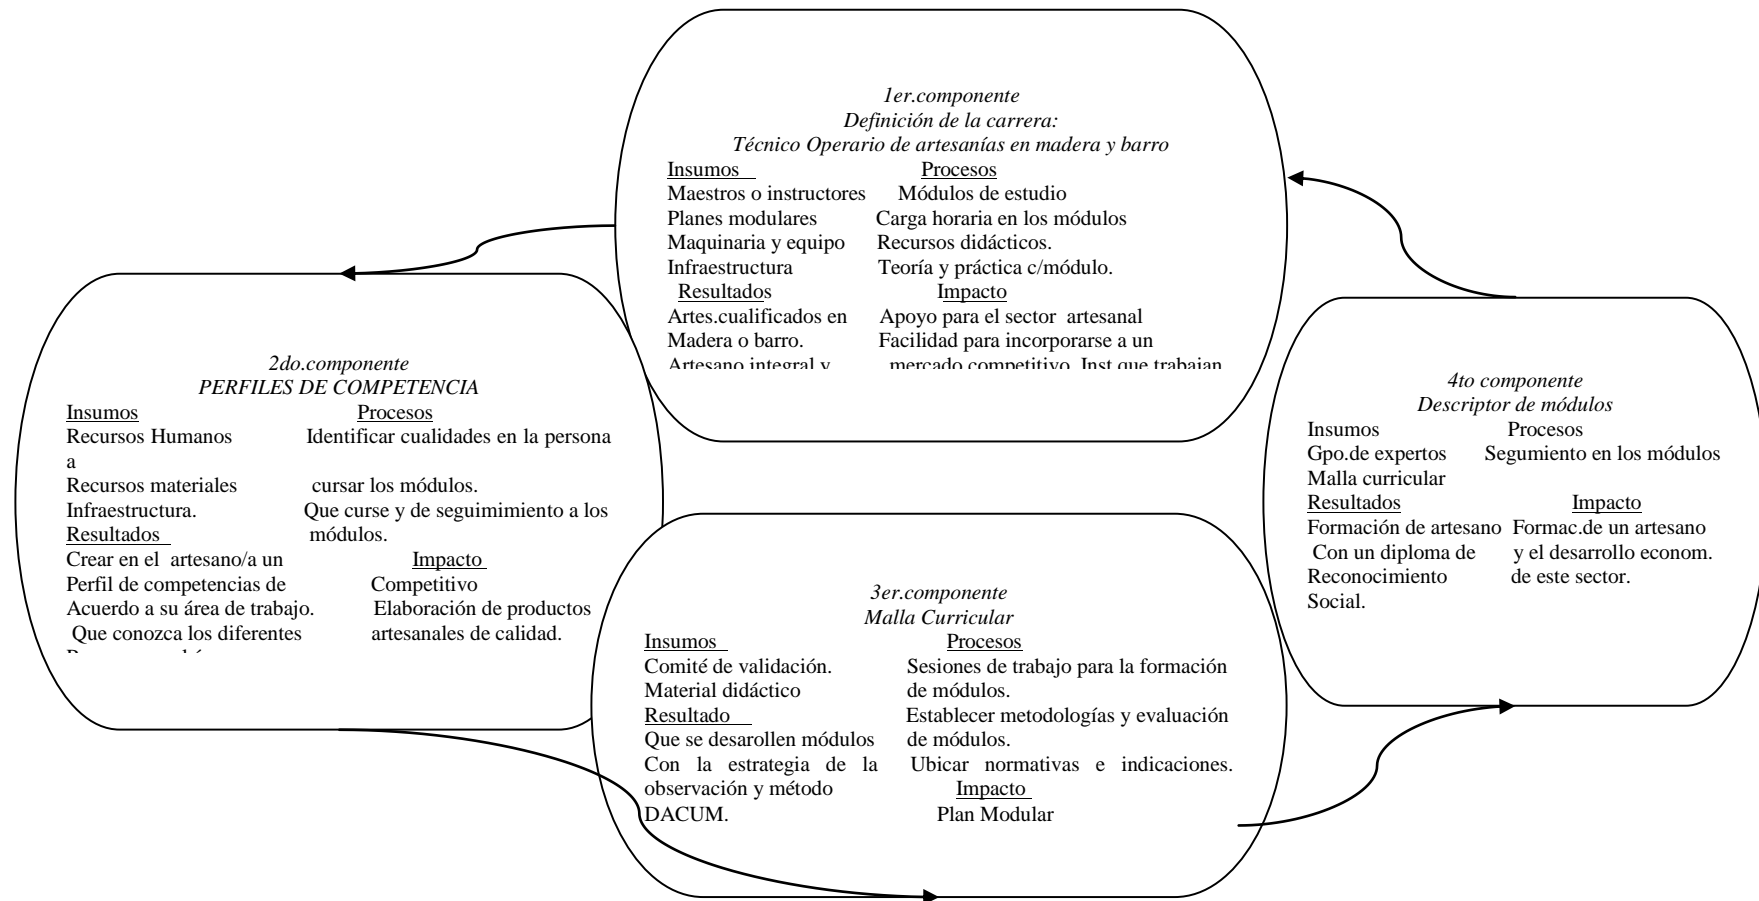 1er.componente
Definición de la carrera:
Técnico Operario de artesanías en madera y barro
Insumos Procesos
Maestros o instructores Módulos de estudio
Planes modulares Carga horaria en los módulos
Maquinaria y equipo Recursos didácticos.
Infraestructura Teoría y práctica c/módulo.
Resultados Impacto
Artes.cualificados en Apoyo para el sector artesanal
Madera o barro. Facilidad para incorporarse a un
Artesano integral y mercado competitivo. Inst que trabajan
2do.componente
PERFILES DE COMPETENCIA
Insumos Procesos
Recursos Humanos Identificar cualidades en la persona
a
Recursos materiales cursar los módulos.
Infraestructura. Que curse y de seguimimiento a los
Resultados módulos.
Crear en el artesano/a un Impacto
Perfil de competencias de Competitivo
Acuerdo a su área de trabajo. Elaboración de productos
Que conozca los diferentes artesanales de calidad.
3er.componente
Malla Curricular
Insumos Procesos
Comité de validación. Sesiones de trabajo para la formación
Material didáctico de módulos.
Resultado Establecer metodologías y evaluación
Que se desarollen módulos de módulos.
Con la estrategia de la Ubicar normativas e indicaciones.
observación y método Impacto
DACUM. Plan Modular
4to componente
Descriptor de módulos
Insumos Procesos
Gpo.de expertos Segumiento en los módulos
Malla curricular
Resultados Impacto
Formación de artesano Formac.de un artesano
Con un diploma de y el desarrollo econom.
Reconocimiento de este sector.
Social.